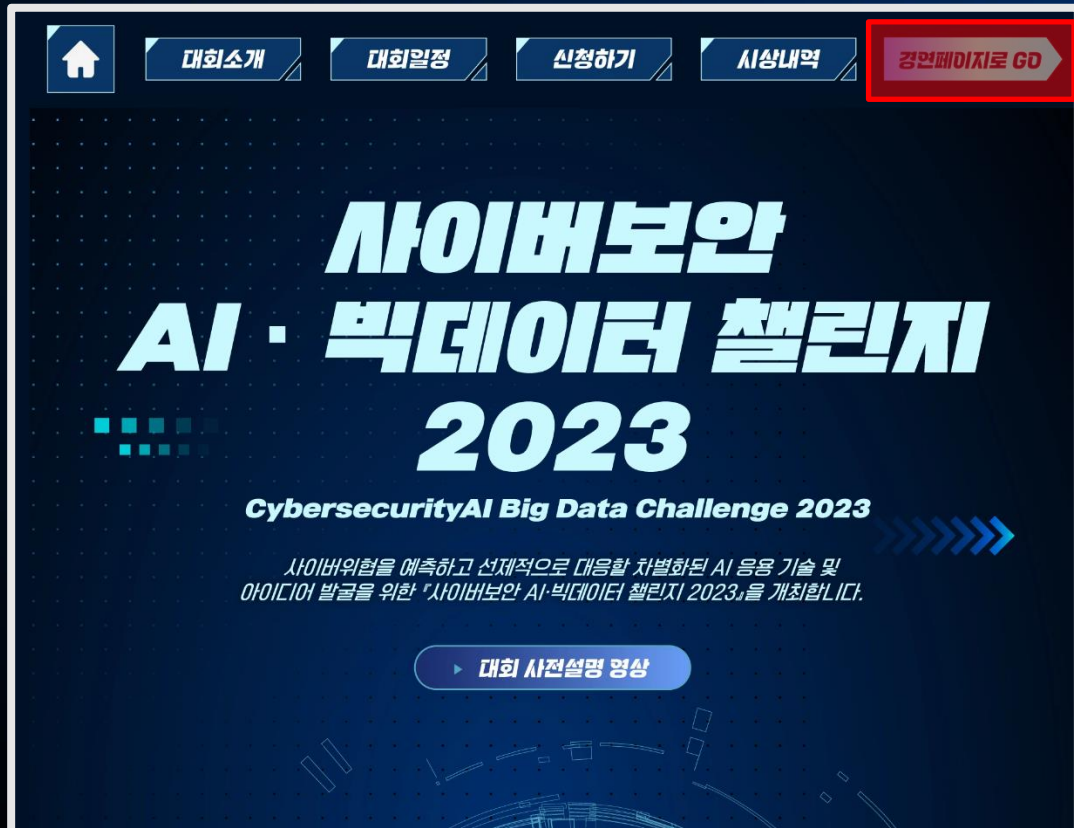 대회소개
대회일정
신청하기
시상내역
경연페이지로 GO
사이버보안
AI · 빅데이터 챌린지
2023
CybersecurityAI Big Data Challenge 2023
사이버위협을 예측하고 선제적으로 대응할 차별화된 AI 응용 기술 및
아이디어 발굴을 위한 『사이버보안 AI·빅데이터 챌린지 2023』을 개최합니다.
대회 사전설명 영상